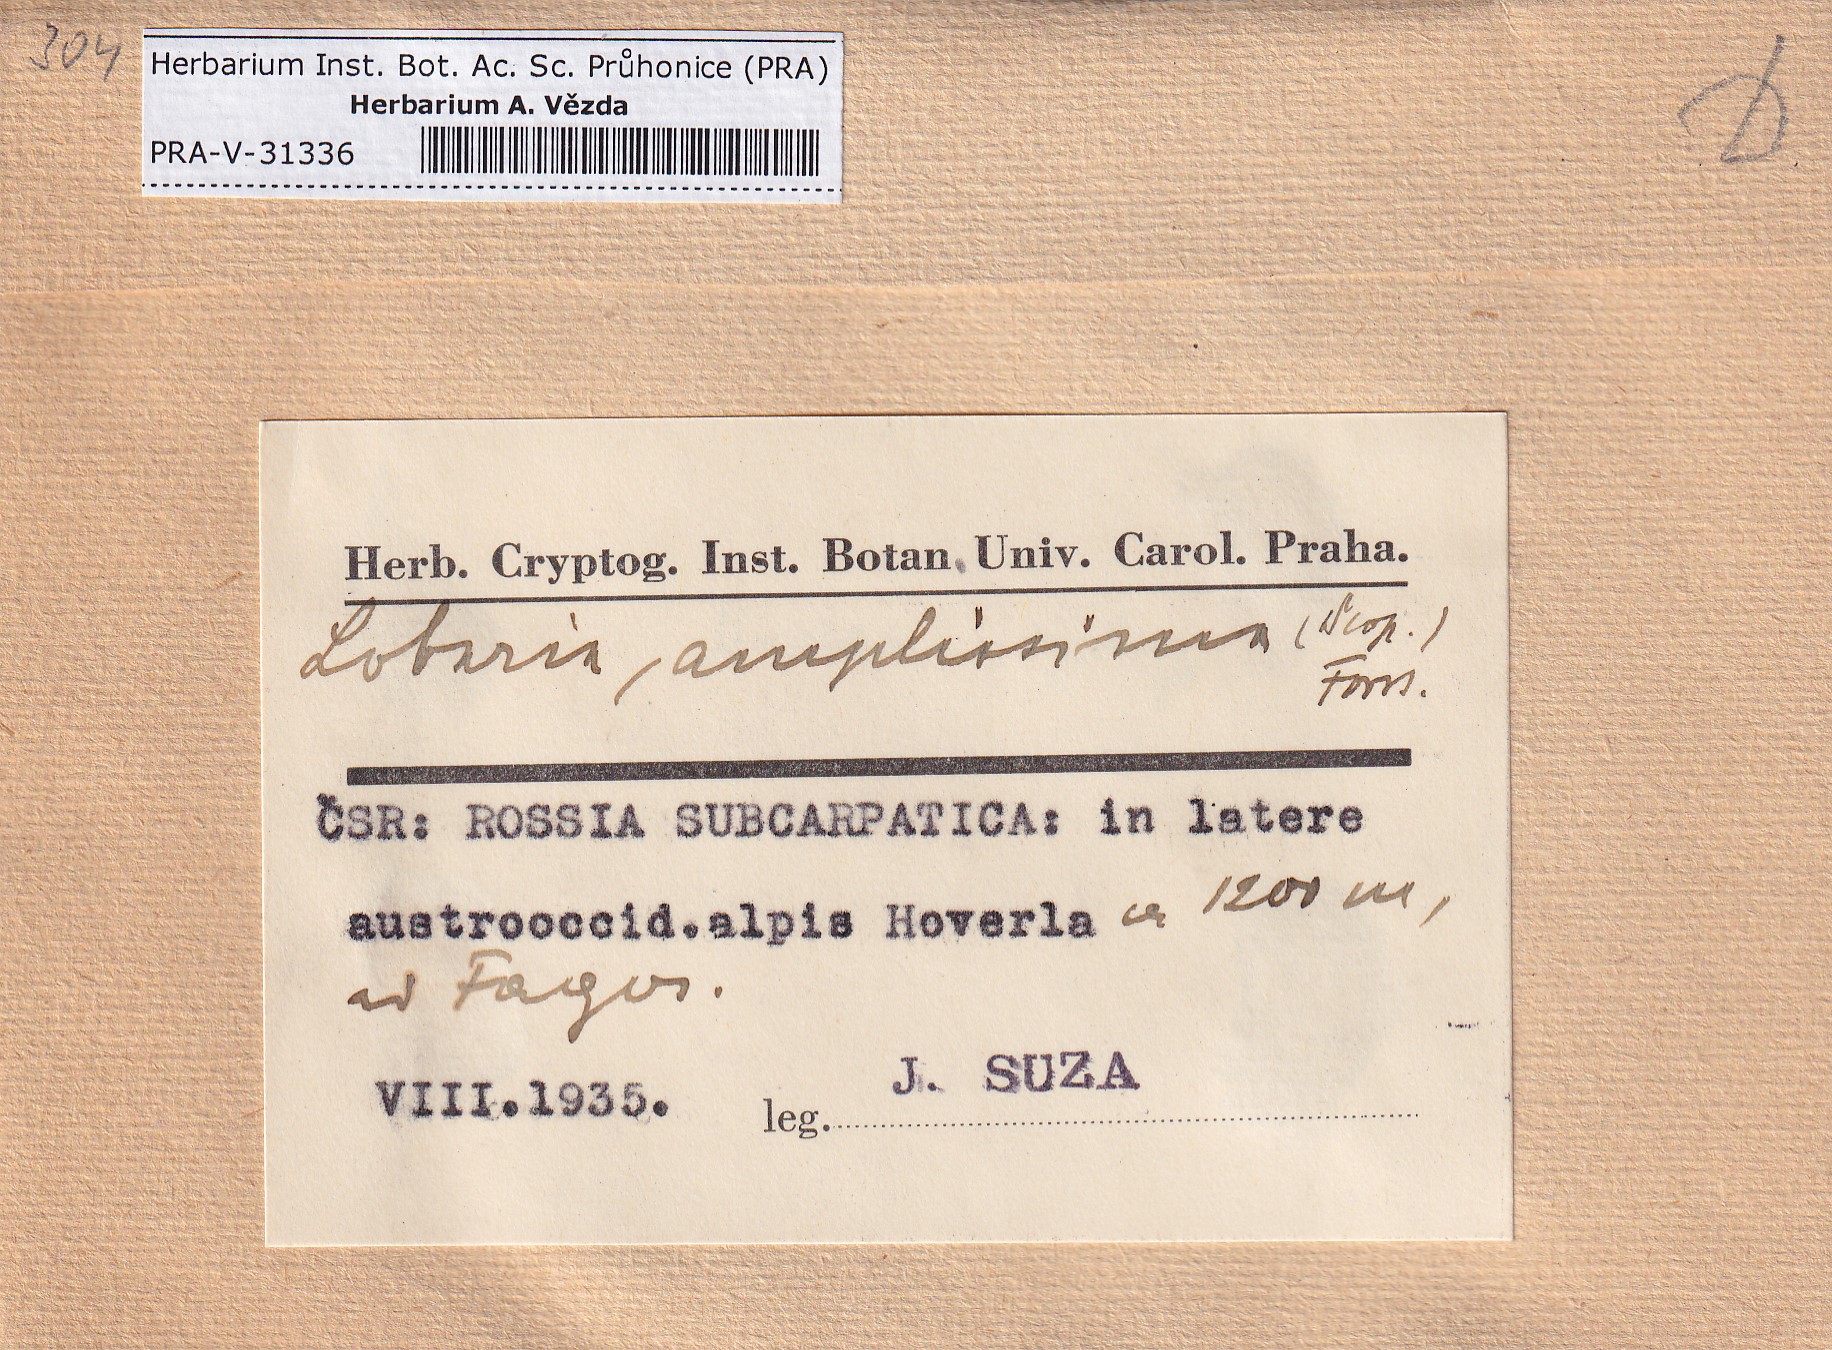 304
Herbarium Inst. Bot. Ac. Sc. Průhonice (PRA)
Herbarium A. Vězda
PRA-V-31336
Herb. Cryptog. Inst. Botan. Univ. Carol. Praha.
Lobaria amplissima (Scop.)
Forss.
ČSR: ROSSIA SUBCARPATICA: in latere
austrooccid.alpis Hoverla ca 1200 m,
ad Fagos.
VIII.1935.
leg. J. SUZA